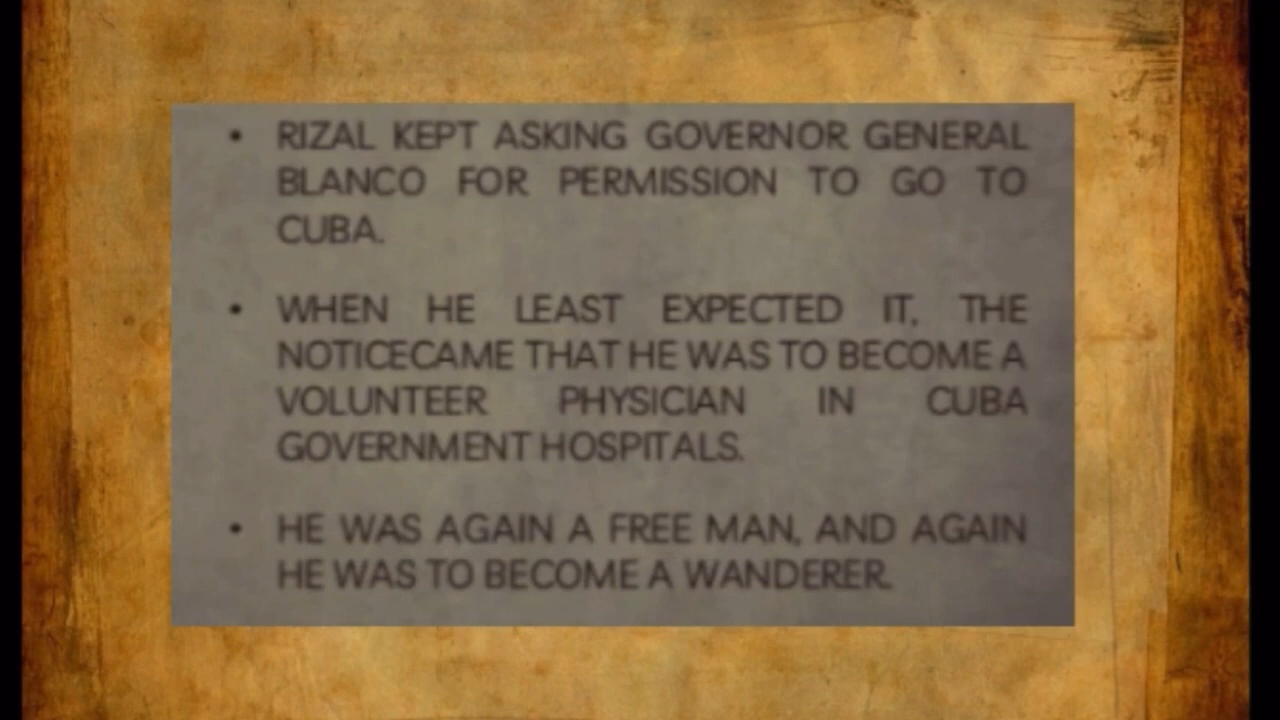 • RIZAL KEPT ASKING GOVERNOR GENERAL
BLANCO FOR PERMISSION TO GO TO
CUBA.
• WHEN HE LEAST EXPECTED IT, THE
NOTICECAME THAT HE WAS TO BECOME A
VOLUNTEER PHYSICIAN IN CUBA
GOVERNMENT HOSPITALS.
• HE WAS AGAIN A FREE MAN, AND AGAIN
HE WAS TO BECOME A WANDERER.